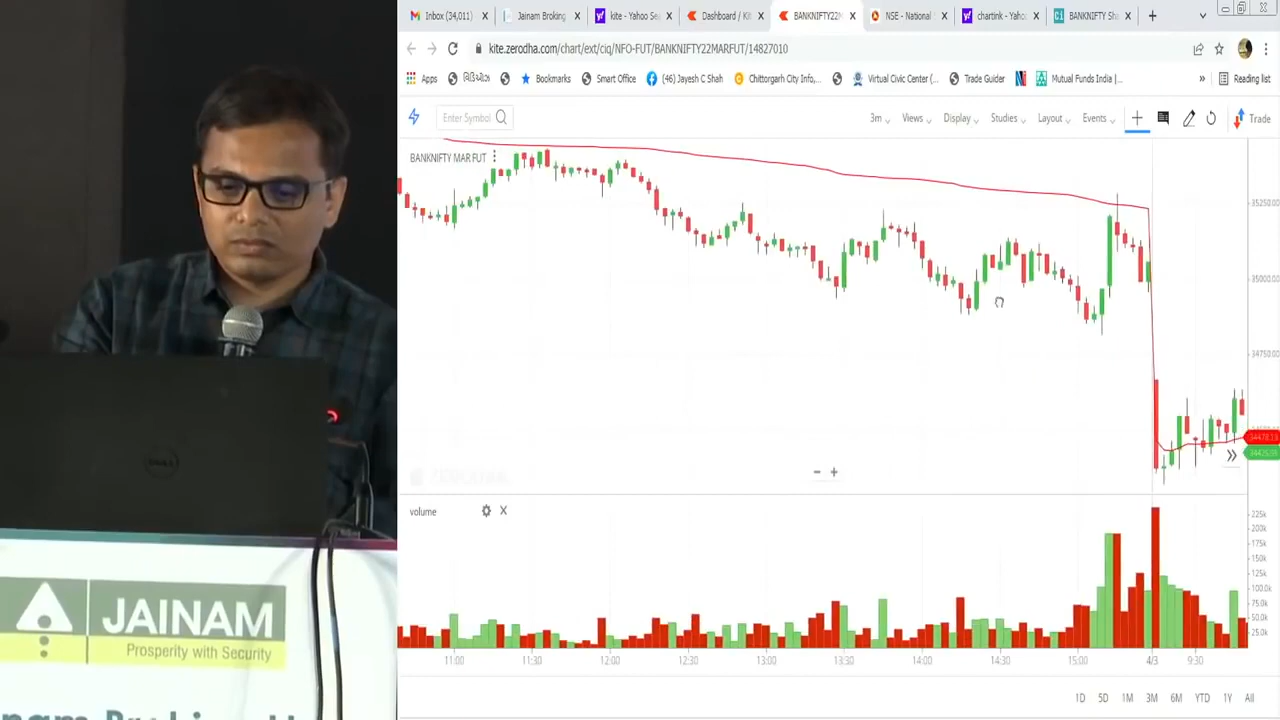 Inbox (34,011)
Jainam Broking
kite - Yahoo Se
Dashboard / Ki
BANKNIFTY22
NSE - National
chartink - Yaho
BANKNIFTY Sh
kite.zerodha.com/chart/ext/ciq/NFO-FUT/BANKNIFTY22MARFUT/14827010
Apps
Bookmarks
Smart Office
(46) Jayesh C Shah
Chittorgarh City Info,...
Virtual Civic Center (...
Trade Guider
Mutual Funds India |...
»
Reading list
Enter Symbol
3m
Views
Display
Studies
Layout
Events
Trade
BANKNIFTY MAR FUT
35250.00
35000.00
34750.00
volume
225k
200k
175k
150k
125k
100.0k
75.0k
50.0k
25.0k
11:00 11:30 12:00 12:30 13:00 13:30 14:00 14:30 15:00 4/3 9:30
1D 5D 1M 3M 6M YTD 1Y All
DELL
JAINAM
Prosperity with Security